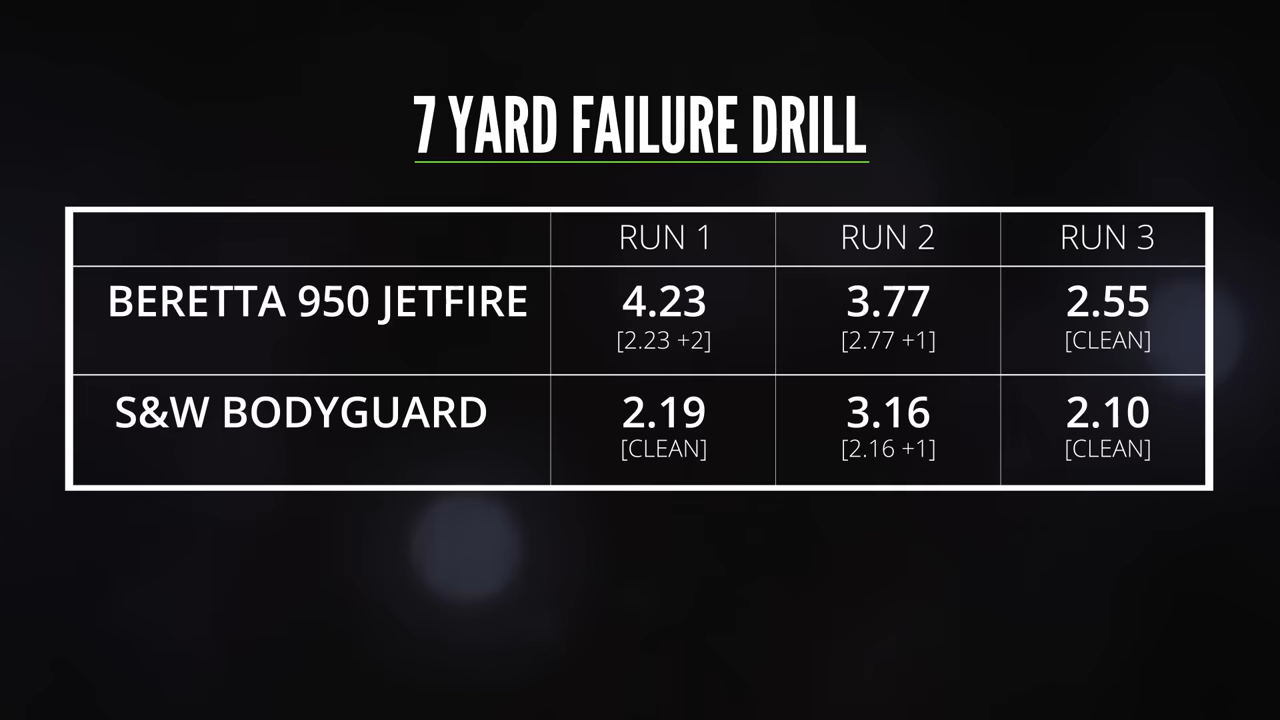 7 YARD FAILURE DRILL
RUN 1 RUN 2 RUN 3
BERETTA 950 JETFIRE 4.23 3.77 2.55
[2.23 +2] [2.77 +1] [CLEAN]
S&W BODYGUARD 2.19 3.16 2.10
[CLEAN] [2.16 +1] [CLEAN]